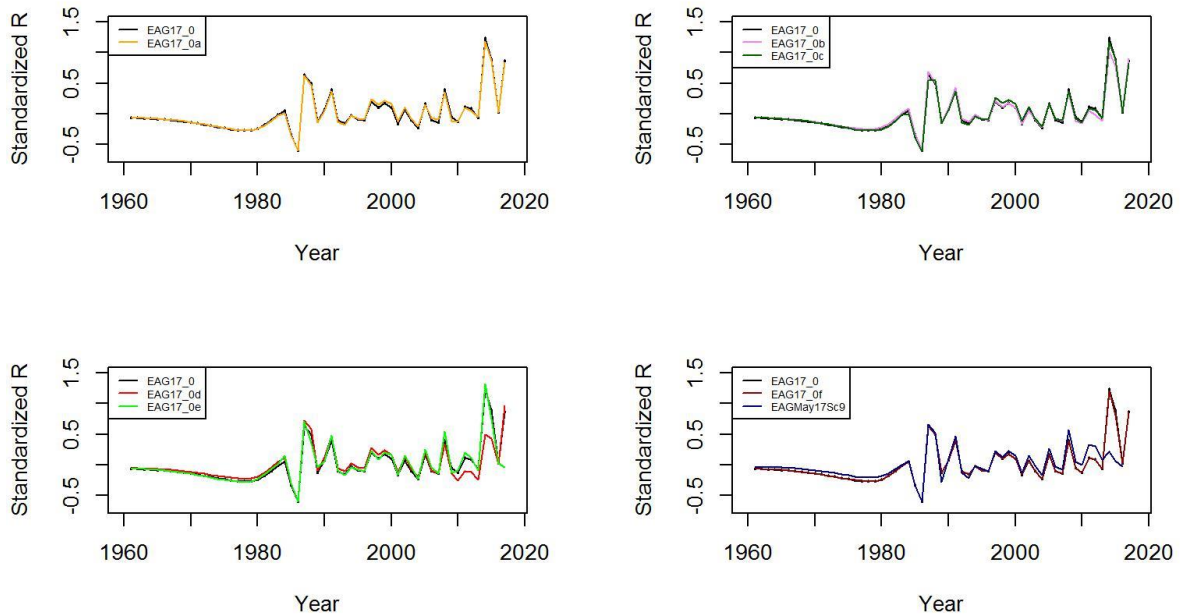 Standardized R
1.5
0.5
-0.5
EAG17_0
EAG17_0a
1960 1980 2000 2020
Year
Standardized R
1.5
0.5
-0.5
EAG17_0
EAG17_0b
EAG17_0c
1960 1980 2000 2020
Year
Standardized R
1.5
0.5
-0.5
EAG17_0
EAG17_0d
EAG17_0e
1960 1980 2000 2020
Year
Standardized R
1.5
0.5
-0.5
EAG17_0
EAG17_0f
EAGMay17Sc9
1960 1980 2000 2020
Year